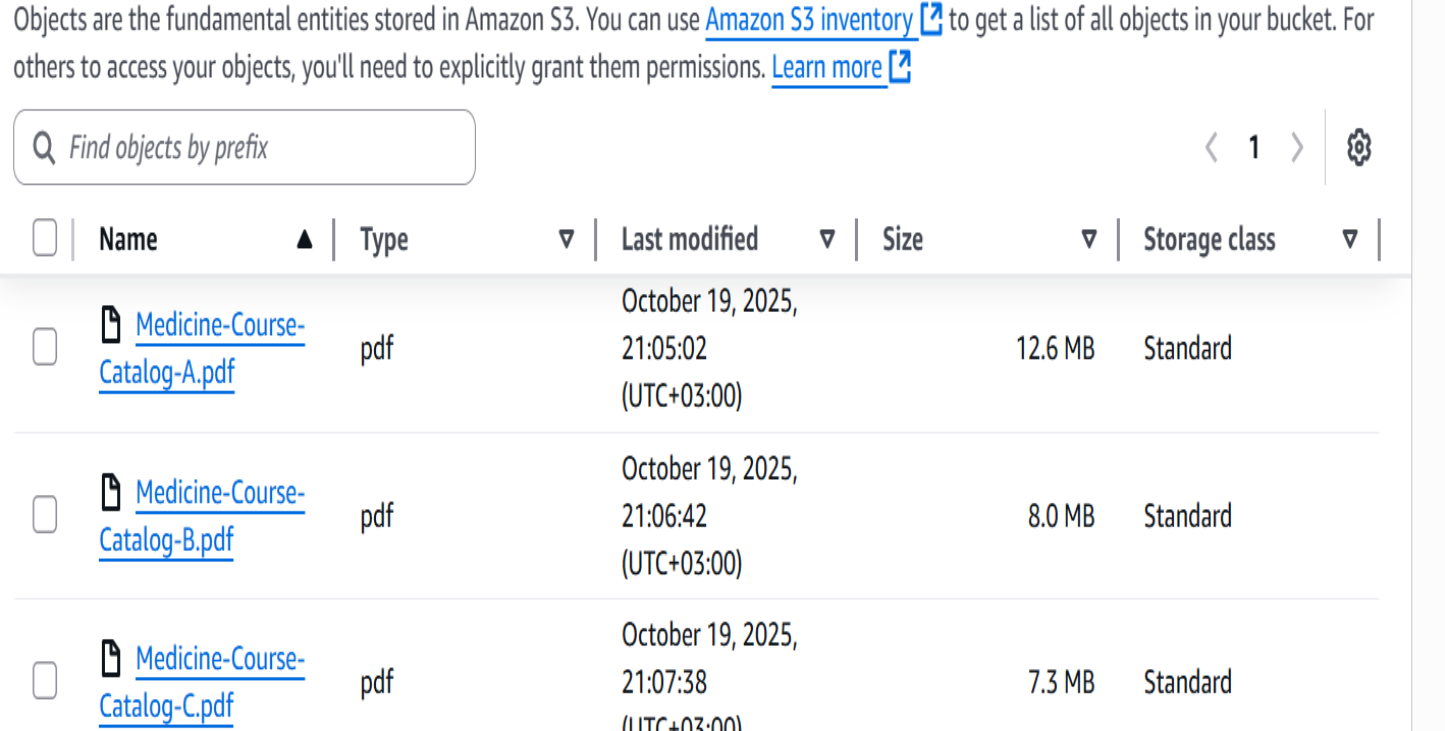 Objects are the fundamental entities stored in Amazon S3. You can use Amazon S3 inventory to get a list of all objects in your bucket. For
others to access your objects, you'll need to explicitly grant them permissions. Learn more
Find objects by prefix
1
Name Type Last modified Size Storage class
Medicine-Course-
Catalog-A.pdf
pdf
October 19, 2025,
21:05:02
(UTC+03:00)
12.6 MB
Standard
Medicine-Course-
Catalog-B.pdf
pdf
October 19, 2025,
21:06:42
(UTC+03:00)
8.0 MB
Standard
Medicine-Course-
Catalog-C.pdf
pdf
October 19, 2025,
21:07:38
(UTC+03:00)
7.3 MB
Standard